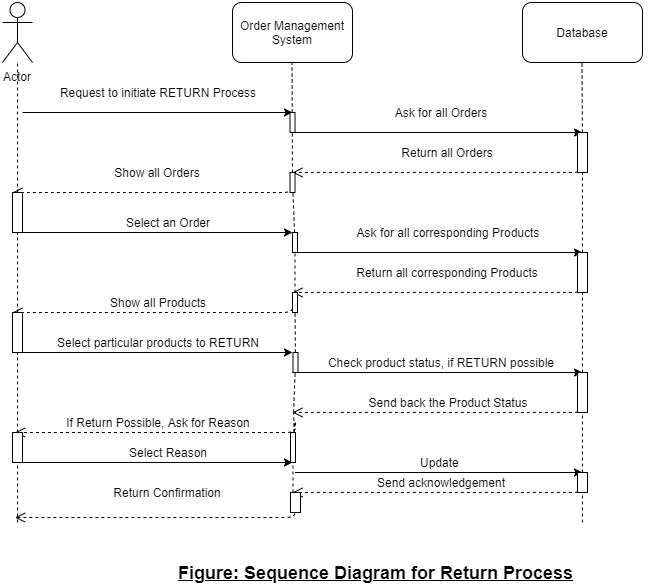 Order Management
System
Database
Actor
Request to initiate RETURN Process
Ask for all Orders
Return all Orders
Show all Orders
Select an Order
Ask for all corresponding Products
Return all corresponding Products
Show all Products
Select particular products to RETURN
Check product status, if RETURN possible
Send back the Product Status
If Return Possible, Ask for Reason
Select Reason
Update
Send acknowledgement
Return Confirmation
Figure: Sequence Diagram for Return Process